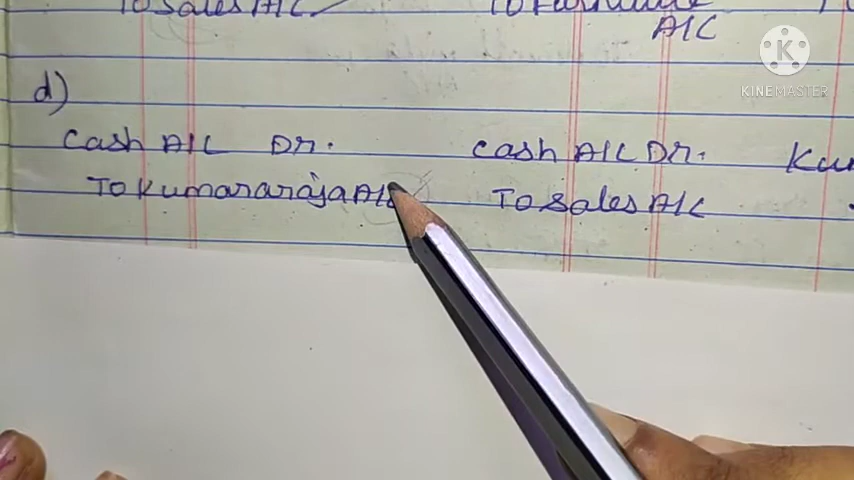 To Sales A/C
A/C
d)
Cash A/C Dr. Cash A/C Dr.
To Kumararaja A/C To Sales A/C
K
KINEMASTER